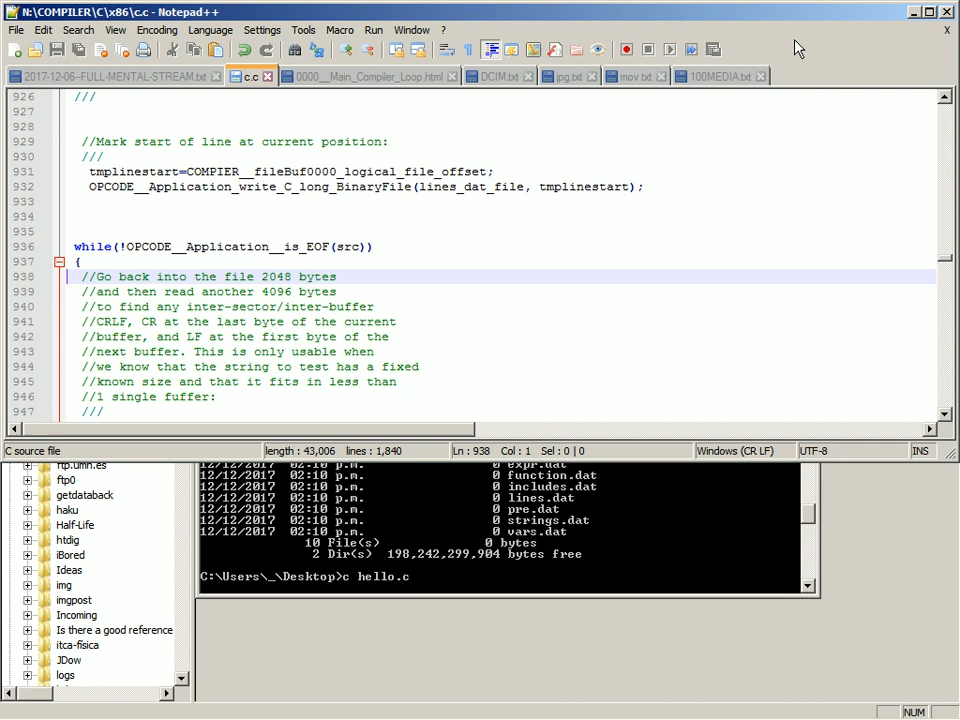 N:\COMPILER\C\x86\c.c - Notepad++
File Edit Search View Encoding Language Settings Tools Macro Run Window ? X
2017-12-06--FULL-MENTAL-STREAM.txt c.c 0000__Main_Compiler_Loop.html DCIM.txt jpg.txt mov.txt 100MEDIA.txt
926 ///
927
928
929 //Mark start of line at current position:
930 ///
931 tmplinestart=COMPIER__fileBuf0000_logical_file_offset;
932 OPCODE__Application_write_C_long_BinaryFile(lines_dat_file, tmplinestart);
933
934
935
936 while(!OPCODE__Application__is_EOF(src))
937 {
938 //Go back into the file 2048 bytes
939 //and then read another 4096 bytes
940 //to find any inter-sector/inter-buffer
941 //CRLF, CR at the last byte of the current
942 //buffer, and LF at the first byte of the
943 //next buffer. This is only usable when
944 //we know that the string to test has a fixed
945 //known size and that it fits in less than
946 //1 single fuffer:
947 ///
C source file length : 43,006 lines : 1,840 Ln : 938 Col : 1 Sel : 0 | 0 Windows (CR LF) UTF-8 INS
ftp.umn.es
ftp0
getdataback
haku
Half-Life
htdig
iBored
Ideas
img
imgpost
Incoming
Is there a good reference
itca-física
JDow
logs
12/12/2017 02:10 p.m. 0 expr.dat
12/12/2017 02:10 p.m. 0 function.dat
12/12/2017 02:10 p.m. 0 includes.dat
12/12/2017 02:10 p.m. 0 lines.dat
12/12/2017 02:10 p.m. 0 pre.dat
12/12/2017 02:10 p.m. 0 strings.dat
12/12/2017 02:10 p.m. 0 vars.dat
10 File(s) 0 bytes
2 Dir(s) 198,242,299,904 bytes free
C:\Users\_\Desktop>c hello.c
NUM